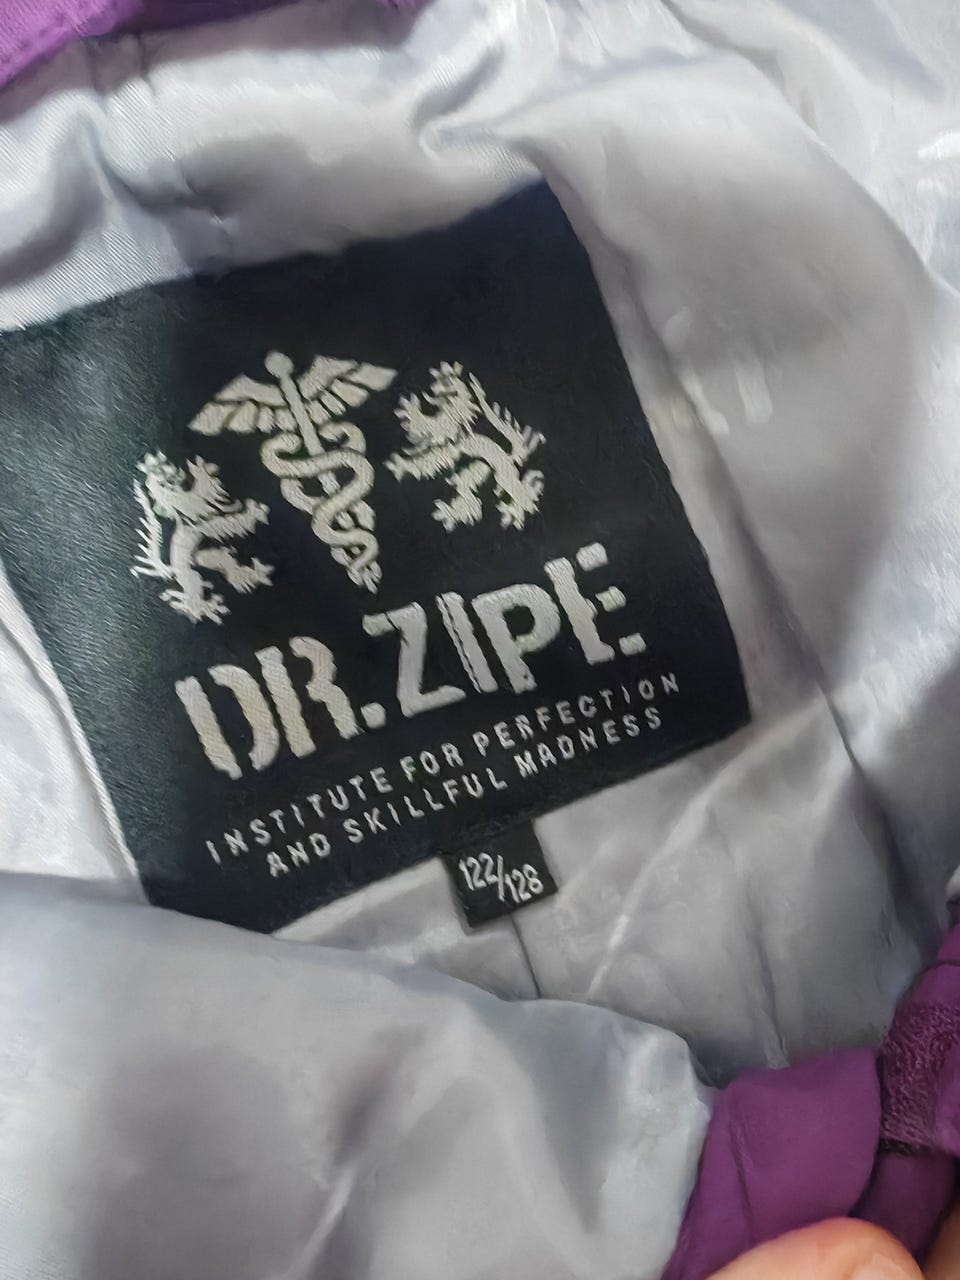 DR.ZIPE
INSTITUTE FOR PERFECTION
AND SKILLFUL MADNESS
122/128